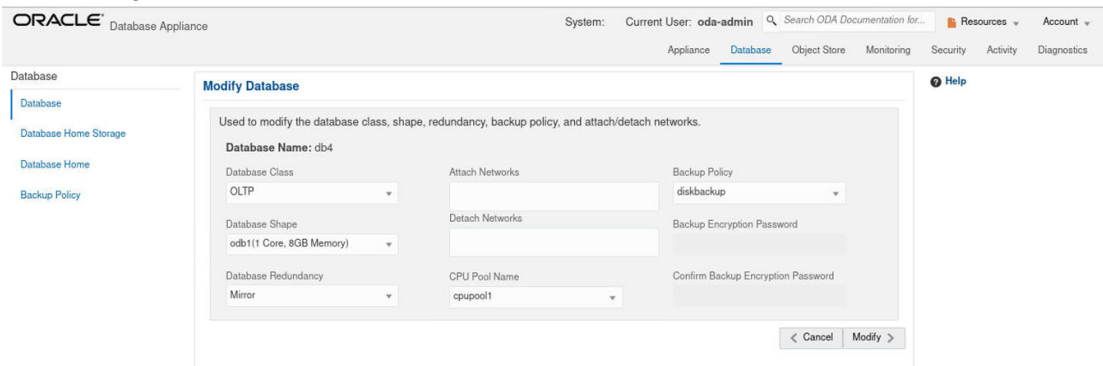 ORACLE® Database Appliance
System: Current User: oda-admin Search ODA Documentation for... Resources Account
Appliance Database Object Store Monitoring Security Activity Diagnostics
Database
Database
Database Home Storage
Database Home
Backup Policy
Modify Database
Help
Used to modify the database class, shape, redundancy, backup policy, and attach/detach networks.
Database Name: db4
Database Class Attach Networks Backup Policy
OLTP diskbackup
Database Shape Detach Networks Backup Encryption Password
odb1(1 Core, 8GB Memory)
Database Redundancy CPU Pool Name Confirm Backup Encryption Password
Mirror cpupool1
Cancel Modify